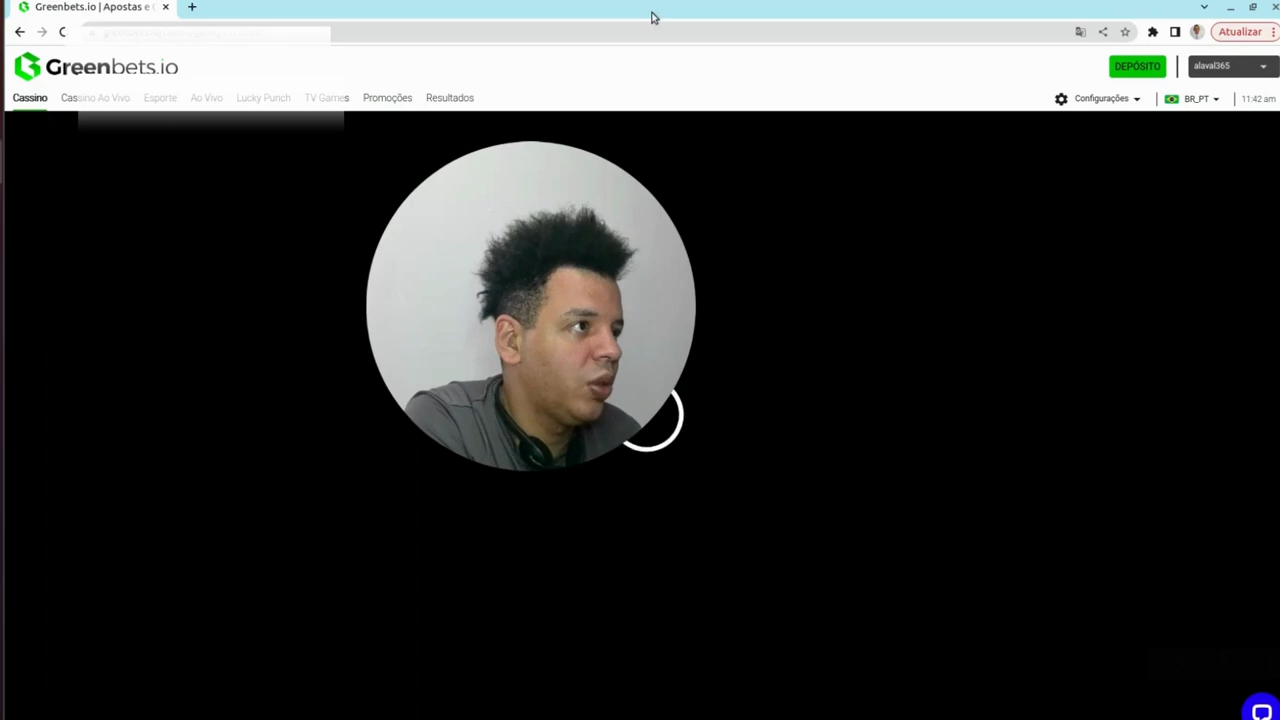 Greenbets.io | Apostas e
Atualizar
Greenbets.io
DEPÓSITO
alaval365
Cassino Cassino Ao Vivo Esporte Ao Vivo Lucky Punch TV Games Promoções Resultados
Configurações
BR_PT
11:42 am